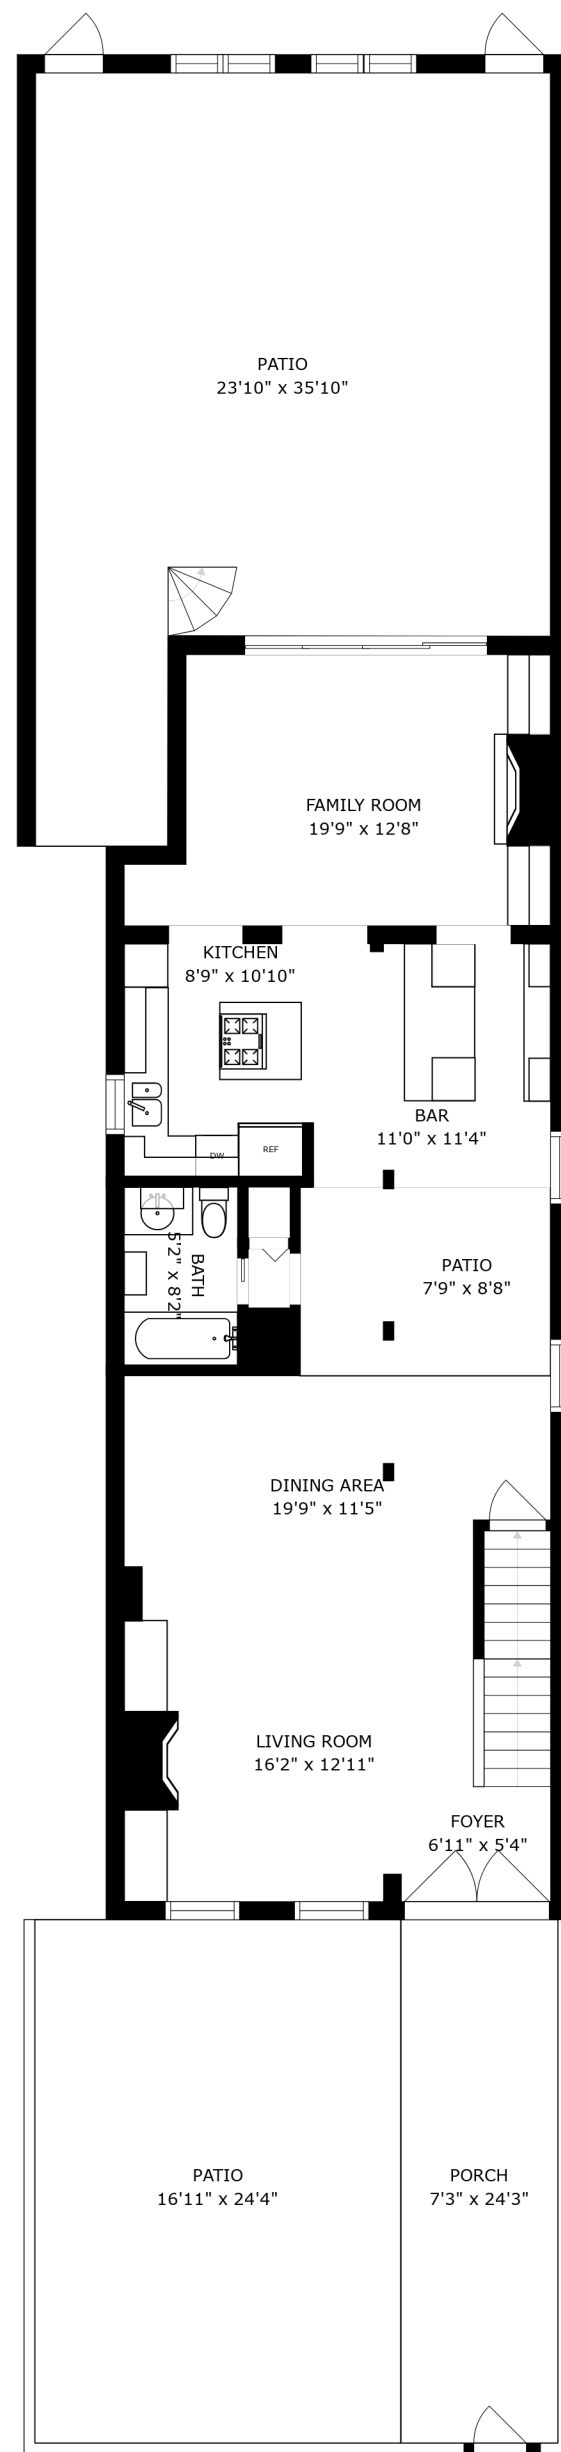 PATIO
23'10" x 35'10"
FAMILY ROOM
19'9" x 12'8"
KITCHEN
8'9" x 10'10"
BAR
11'0" x 11'4"
DW
REF
BATH
5'2" x 8'2"
PATIO
7'9" x 8'8"
DINING AREA
19'9" x 11'5"
LIVING ROOM
16'2" x 12'11"
FOYER
6'11" x 5'4"
PATIO
16'11" x 24'4"
PORCH
7'3" x 24'3"